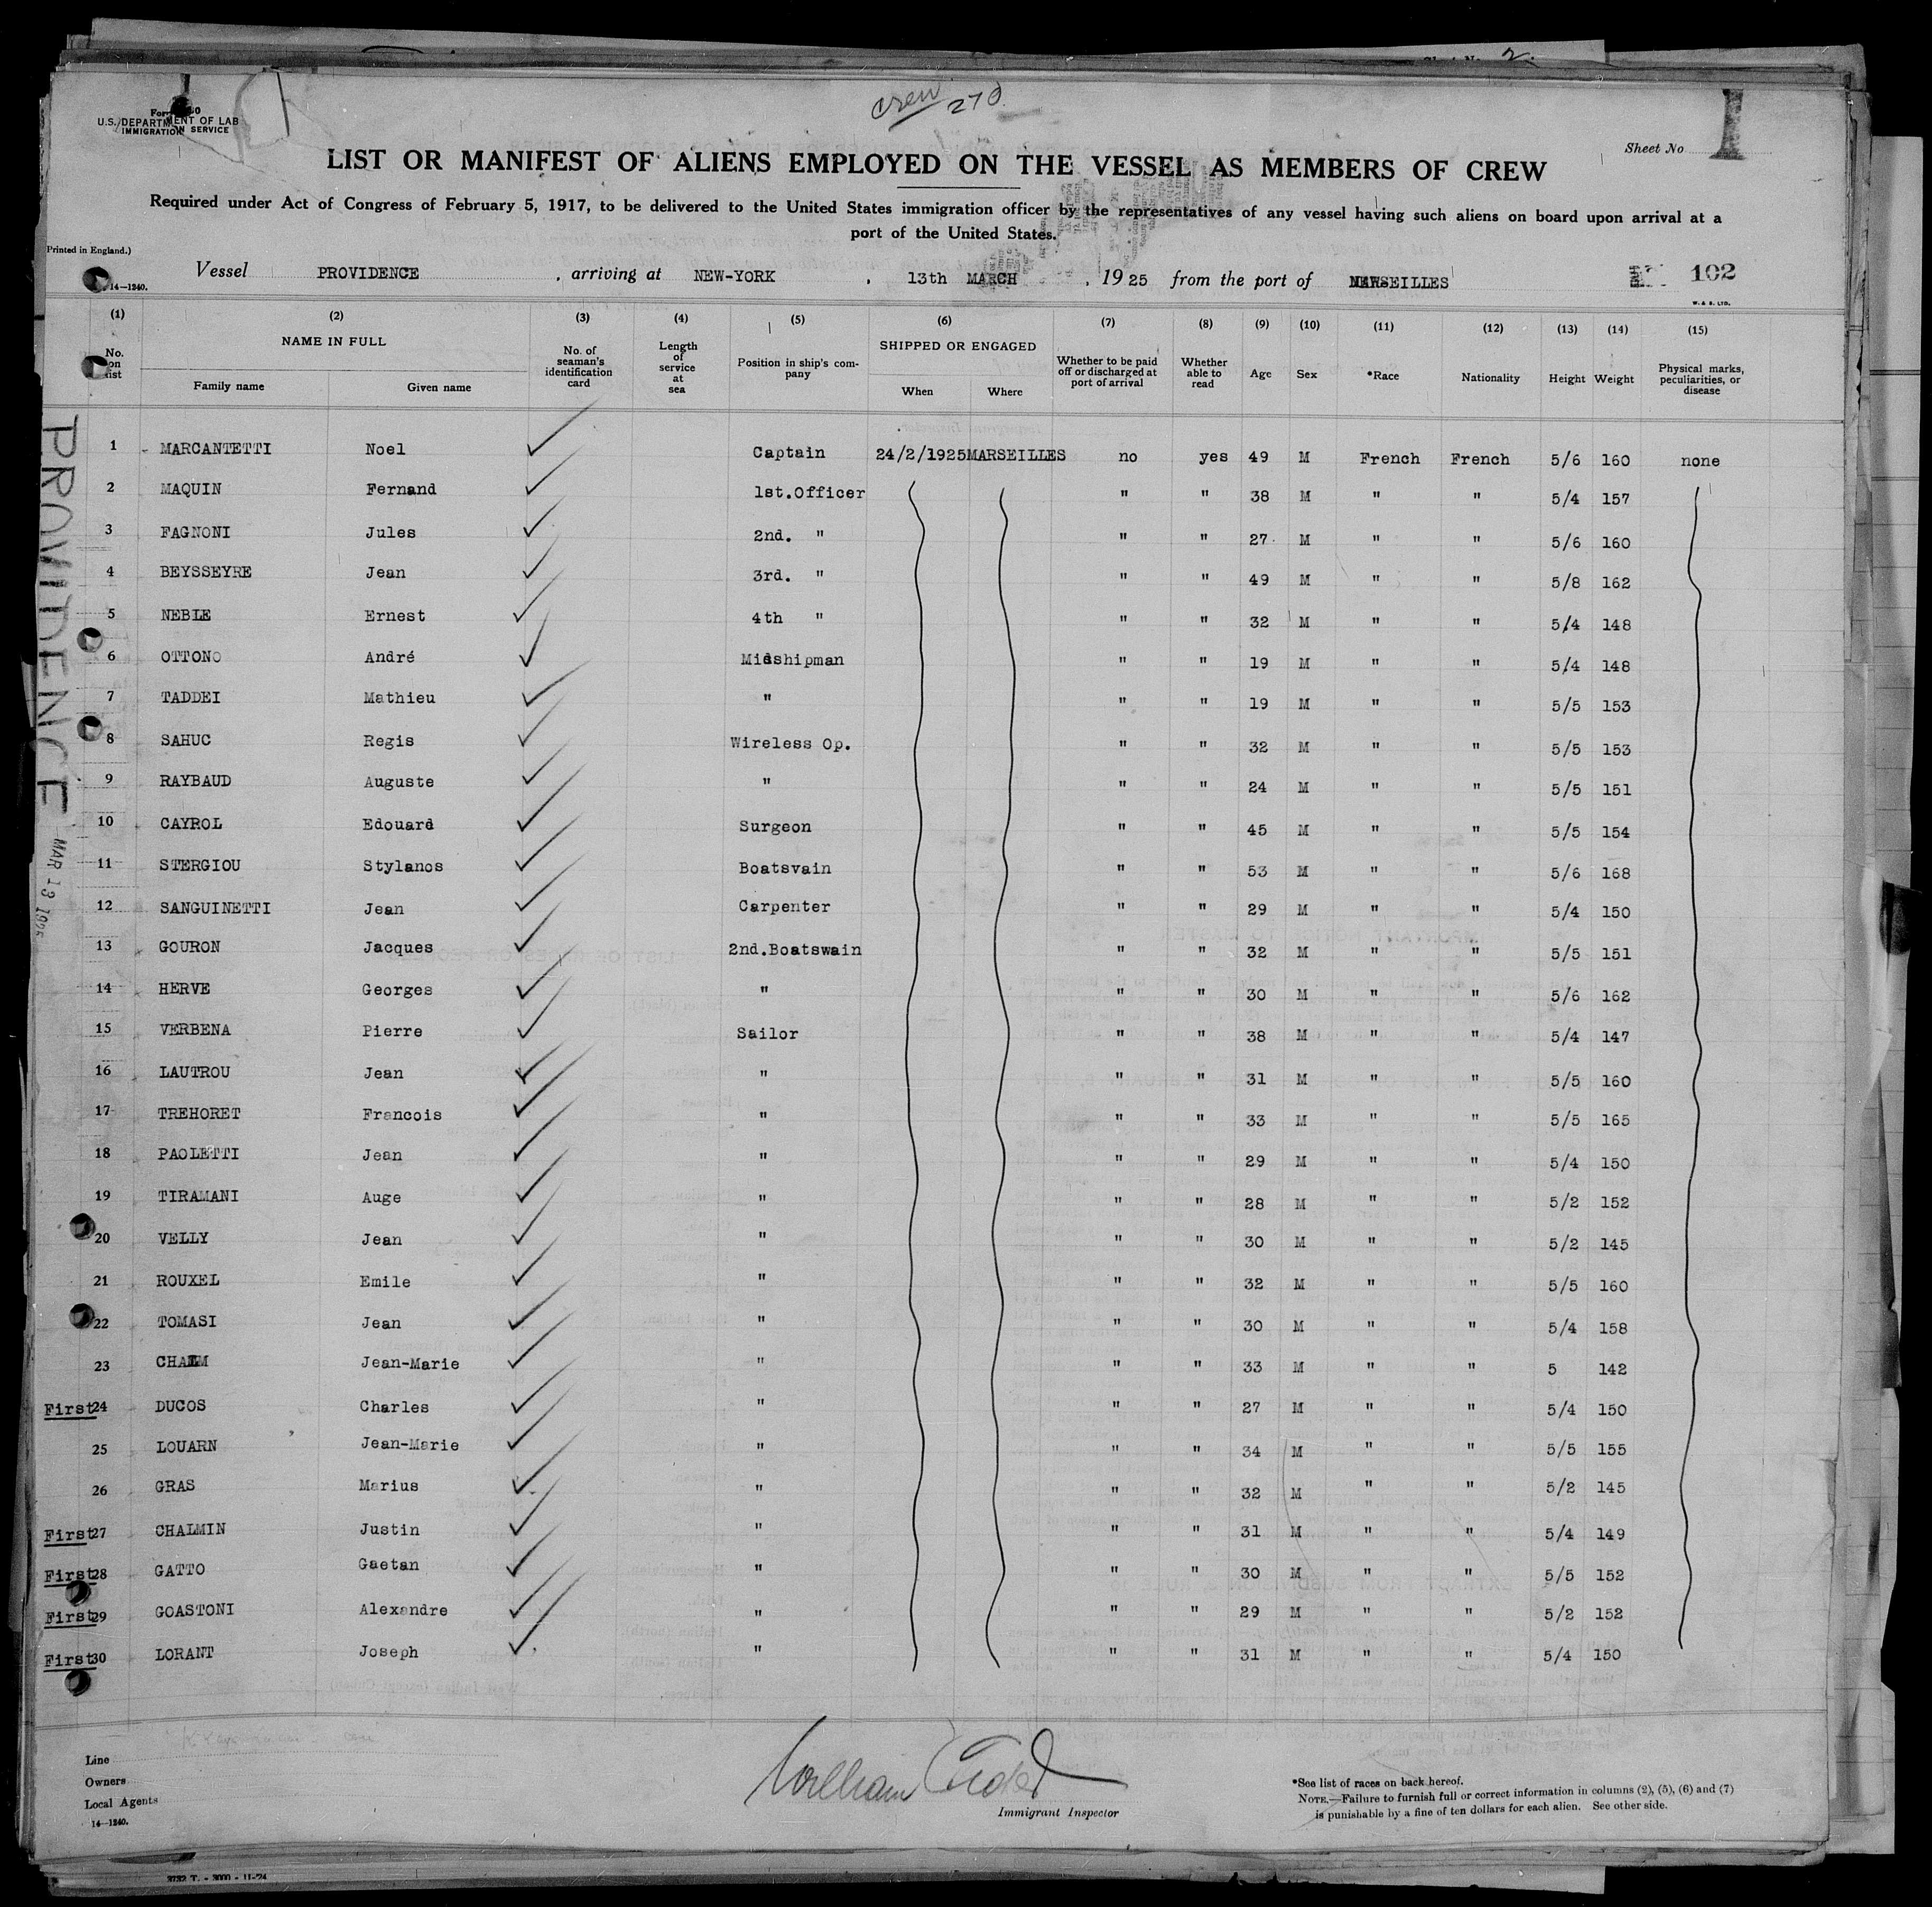 crew 270
Form
U.S. DEPARTMENT OF LAB
IMMIGRATION SERVICE
Sheet No 1
LIST OR MANIFEST OF ALIENS EMPLOYED ON THE VESSEL AS MEMBERS OF CREW
Required under Act of Congress of February 5, 1917, to be delivered to the United States immigration officer by the representatives of any vessel having such aliens on board upon arrival at a
port of the United States.
Printed in England.)
Vessel PROVIDENCE , arriving at NEW-YORK , 13th MARCH , 19 25 from the port of MARSEILLES 102
14—1240.
W. & S. LTD.
(1) (2) (3) (4) (5) (6) (7) (8) (9) (10) (11) (12) (13) (14) (15)
No. on list NAME IN FULL No. of seaman's identification card Length of service at sea Position in ship's company SHIPPED OR ENGAGED Whether to be paid off or discharged at port of arrival Whether able to read Age Sex *Race Nationality Height Weight Physical marks, peculiarities, or disease
Family name Given name When Where
1 MARCANTETTI Noel Captain 24/2/1925 MARSEILLES no yes 49 M French French 5/6 160 none
2 MAQUIN Fernand 1st.Officer " " 38 M " " 5/4 157
3 FAGNONI Jules 2nd. " " " 27 M " " 5/6 160
4 BEYSSEYRE Jean 3rd. " " " 49 M " " 5/8 162
5 NEBLE Ernest 4th " " " 32 M " " 5/4 148
6 OTTONO André Midshipman " " 19 M " " 5/4 148
7 TADDEI Mathieu " " " 19 M " " 5/5 153
8 SAHUC Regis Wireless Op. " " 32 M " " 5/5 153
9 RAYBAUD Auguste " " " 24 M " " 5/5 151
10 CAYROL Edouard Surgeon " " 45 M " " 5/5 154
11 STERGIOU Stylanos Boatsvain " " 53 M " " 5/6 168
12 SANGUINETTI Jean Carpenter " " 29 M " " 5/4 150
13 GOURON Jacques 2nd.Boatswain " " 32 M " " 5/5 151
14 HERVE Georges " " " 30 M " " 5/6 162
15 VERBENA Pierre Sailor " " 38 M " " 5/4 147
16 LAUTROU Jean " " " 31 M " " 5/5 160
17 TREHORET Francois " " " 33 M " " 5/5 165
18 PAOLETTI Jean " " " 29 M " " 5/4 150
19 TIRAMANI Auge " " " 28 M " " 5/2 152
20 VELLY Jean " " " 30 M " " 5/2 145
21 ROUXEL Emile " " " 32 M " " 5/5 160
22 TOMASI Jean " " " 30 M " " 5/4 158
23 Jean-Marie " " " 33 M " " 5 142
First 24 DUCOS Charles " " " 27 M " " 5/4 150
25 LOUARN Jean-Marie " " " 34 M " " 5/5 155
26 GRAS Marius " " " 32 M " " 5/2 145
First 27 CHALMIN Justin " " " 31 M " " 5/4 149
First 28 GATTO Gaetan " " " 30 M " " 5/5 152
First 29 GOASTONI Alexandre " " " 29 M " " 5/2 152
First 30 LORANT Joseph " " " 31 M " " 5/4 150
PROVIDENCE
MAR 13 1925
Line
Owners
Local Agents
14—1240.
William
Immigrant Inspector
*See list of races on back hereof.
NOTE.—Failure to furnish full or correct information in columns (2), (5), (6) and (7)
is punishable by a fine of ten dollars for each alien. See other side.
3732 T. - 3000 - 11-24